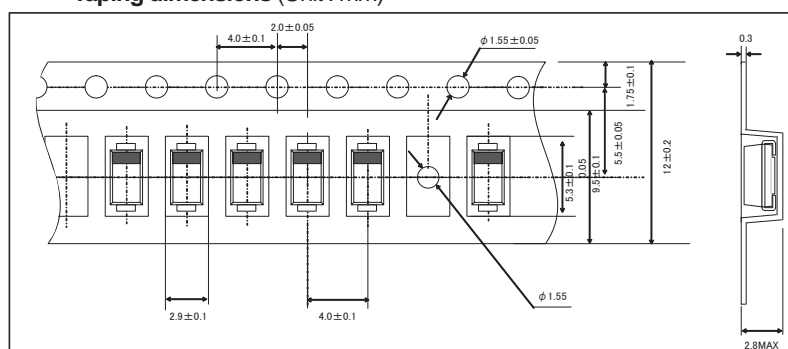 Taping dimensions (Unit : mm)
4.0±0.1
2.0±0.05
φ1.55±0.05
0.3
1.75±0.1
5.5±0.05
12±0.2
5.3±0.1
0.05
9.5±0.1
φ1.55
2.9±0.1
4.0±0.1
2.8MAX